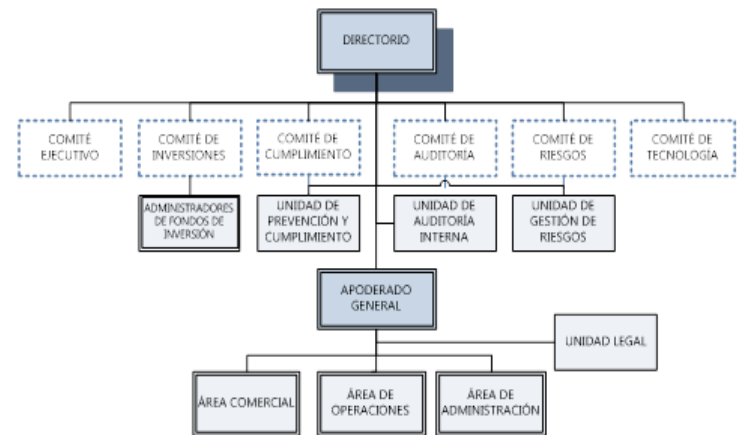 DIRECTORIO
COMITÉ
EJECUTIVO
COMITÉ DE
INVERSIONES
COMITÉ DE
CUMPLIMIENTO
COMITÉ DE
AUDITORÍA
COMITÉ DE
RIESGOS
COMITÉ DE
TECNOLOGÍA
ADMINISTRADORES
DE FONDOS DE
INVERSIÓN
UNIDAD DE
PREVENCIÓN Y
CUMPLIMIENTO
UNIDAD DE
AUDITORÍA
INTERNA
UNIDAD DE
GESTIÓN DE
RIESGOS
APODERADO
GENERAL
UNIDAD LEGAL
ÁREA COMERCIAL
ÁREA DE
OPERACIONES
ÁREA DE
ADMINISTRACIÓN